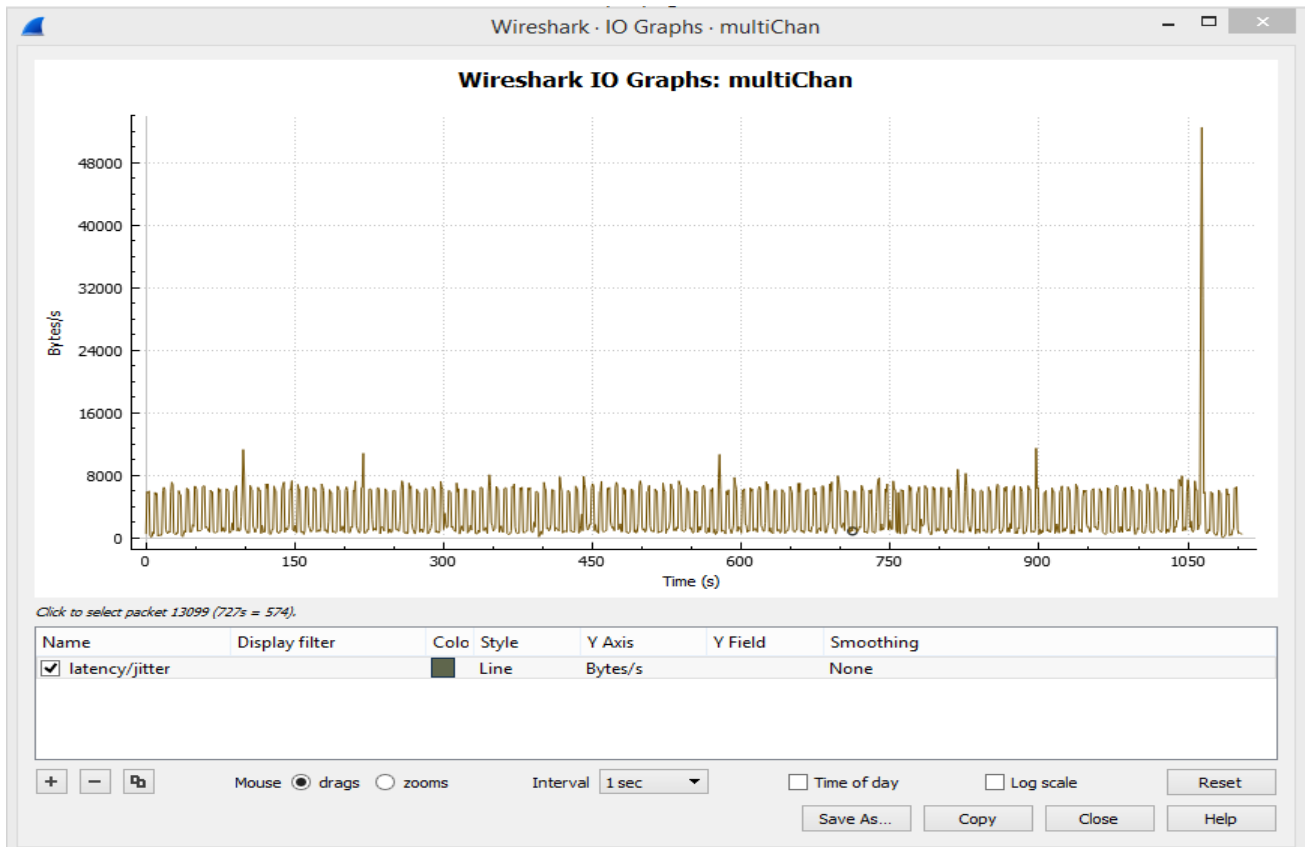 Wireshark · IO Graphs · multiChan
Wireshark IO Graphs: multiChan
48000
40000
32000
24000
16000
8000
0
Bytes/s
0 150 300 450 600 750 900 1050
Time (s)
Click to select packet 13099 (727s = 574).
Name Display filter Colo Style Y Axis Y Field Smoothing
latency/jitter Line Bytes/s None
Mouse drags zooms Interval 1 sec Time of day Log scale Reset
Save As... Copy Close Help